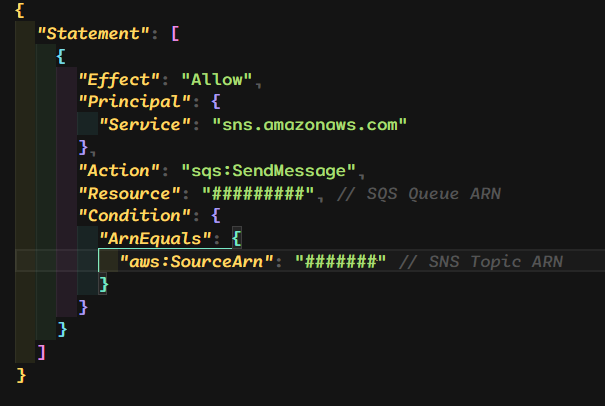 {
"Statement": [
{
"Effect": "Allow",
"Principal": {
"Service": "sns.amazonaws.com"
},
"Action": "sqs:SendMessage",
"Resource": "#########", // SQS Queue ARN
"Condition": {
"ArnEquals": {
"aws:SourceArn": "#######" // SNS Topic ARN
}
}
}
]
}